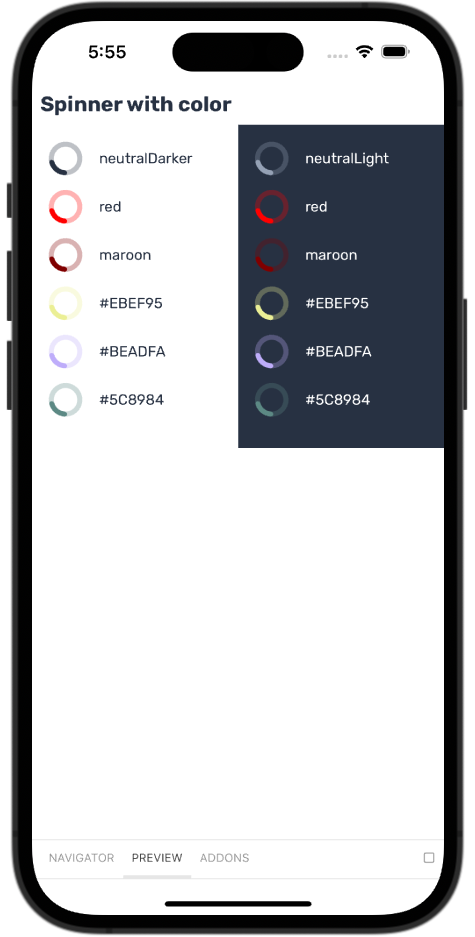 5:55
Spinner with color
neutralDarker
neutralLight
red
red
maroon
maroon
#EBEF95
#EBEF95
#BEADFA
#BEADFA
#5C8984
#5C8984
NAVIGATOR PREVIEW ADDONS